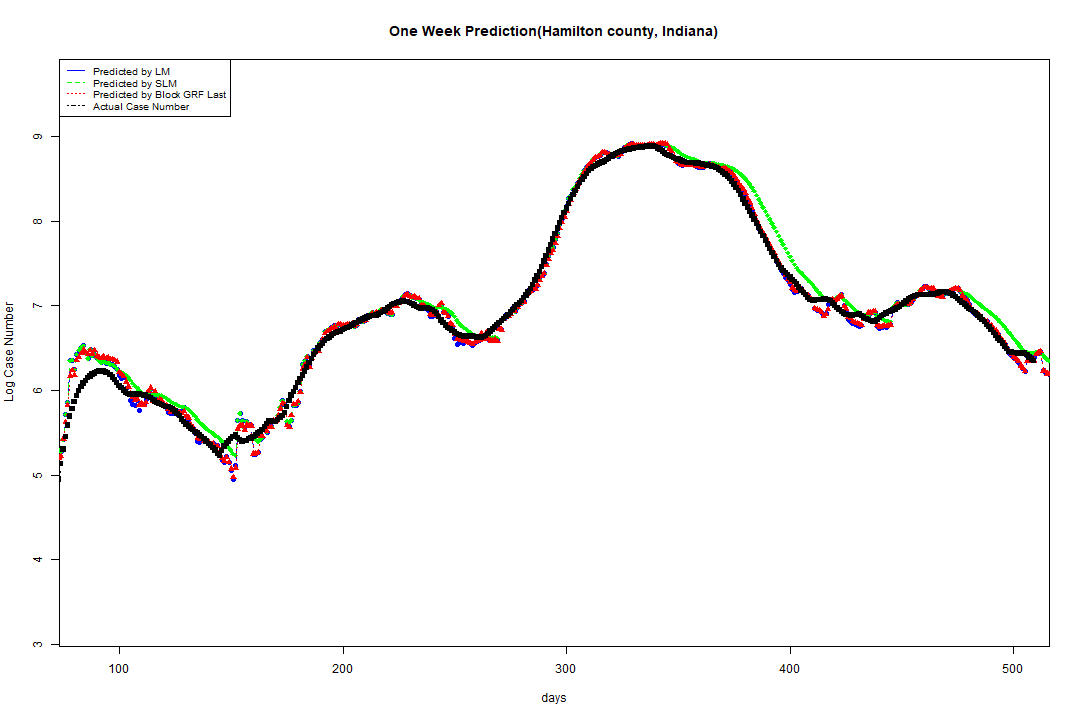 One Week Prediction(Hamilton county, Indiana)
Predicted by LM
Predicted by SLM
Predicted by Block GRF Last
Actual Case Number
Log Case Number
9
8
7
6
5
4
3
100 200 300 400 500
days